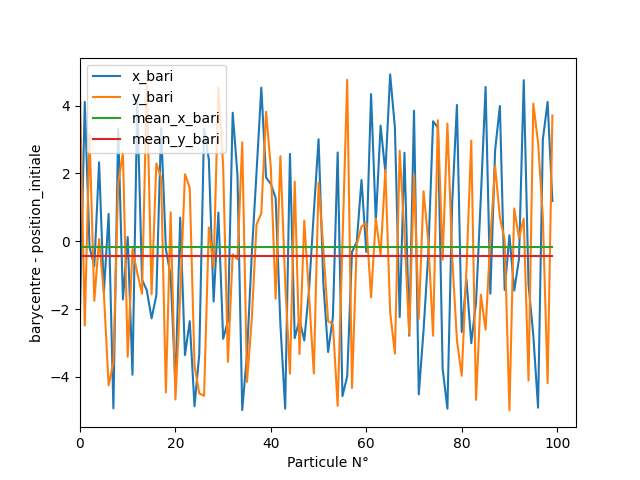 x_bari
y_bari
mean_x_bari
mean_y_bari
barycentre - position_initiale
4
2
0
−2
−4
0 20 40 60 80 100
Particule N°